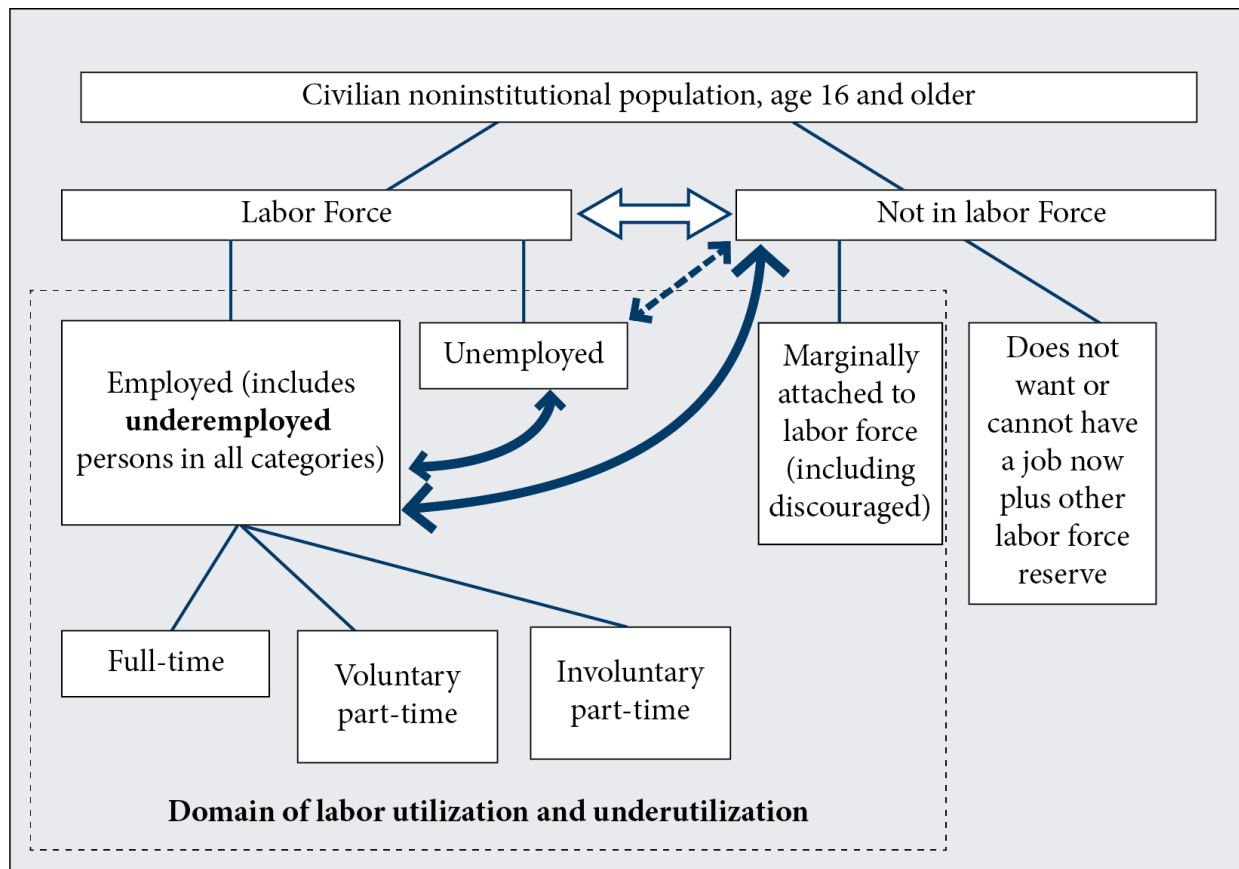 Civilian noninstitutional population, age 16 and older
Labor Force
Not in labor Force
Employed (includes
underemployed
persons in all categories)
Unemployed
Marginally
attached to
labor force
(including
discouraged)
Does not
want or
cannot have
a job now
plus other
labor force
reserve
Full-time
Voluntary
part-time
Involuntary
part-time
Domain of labor utilization and underutilization